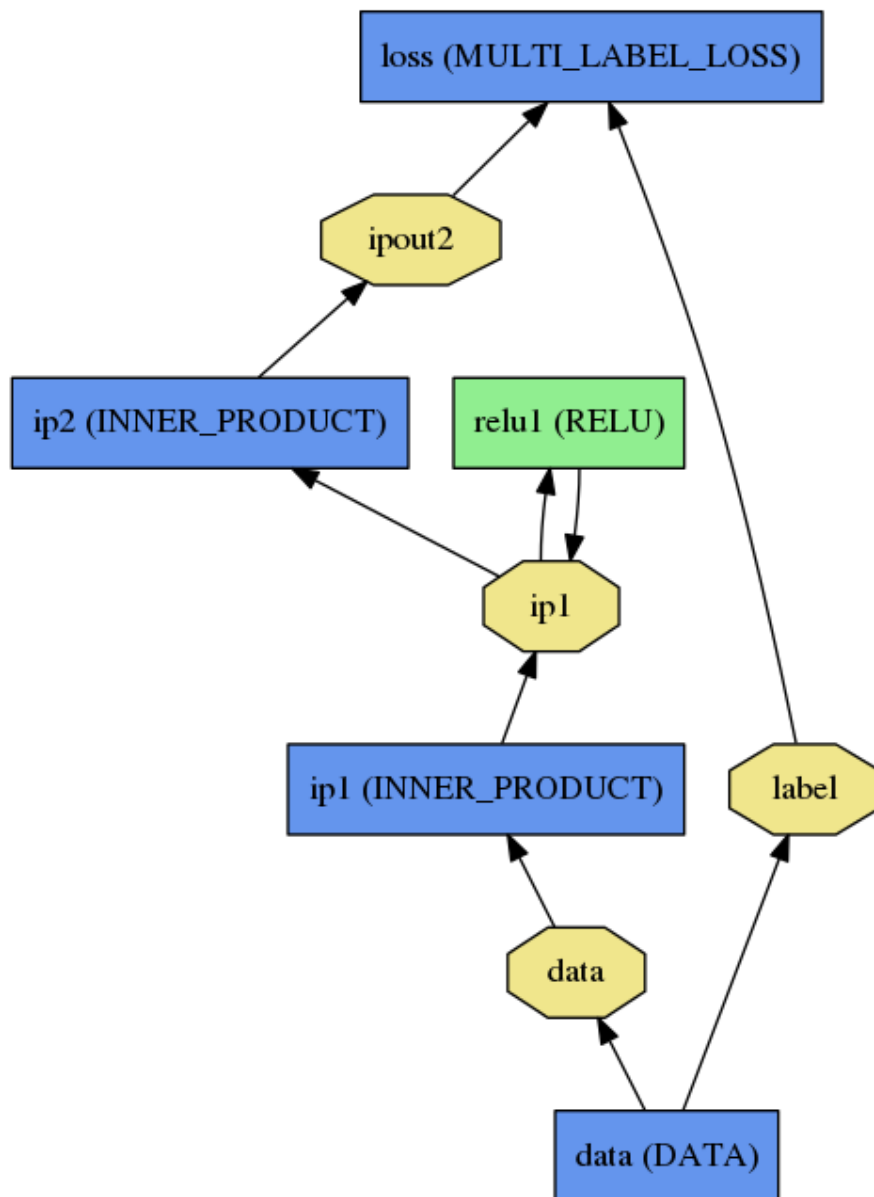 loss (MULTI_LABEL_LOSS)
ipout2
ip2 (INNER_PRODUCT)
relu1 (RELU)
ip1
ip1 (INNER_PRODUCT)
label
data
data (DATA)